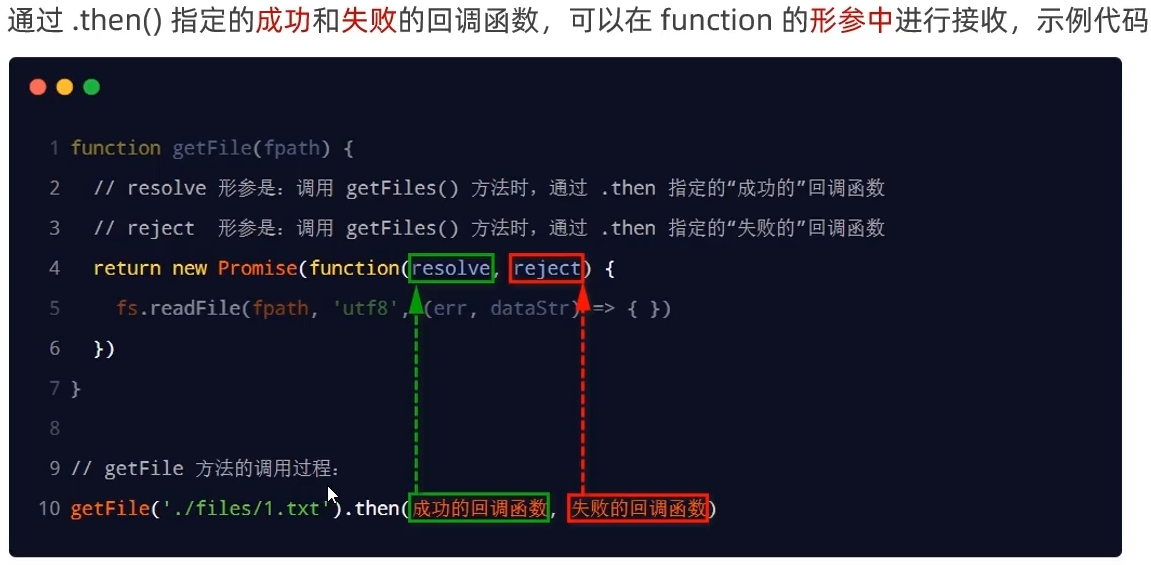 通过 .then() 指定的成功和失败的回调函数，可以在 function 的形参中进行接收，示例代码
1 function getFile(fpath) {
2 // resolve 形参是：调用 getFiles() 方法时，通过 .then 指定的“成功的”回调函数
3 // reject 形参是：调用 getFiles() 方法时，通过 .then 指定的“失败的”回调函数
4 return new Promise(function(resolve, reject) {
5 fs.readFile(fpath, 'utf8', (err, dataStr) => { })
6 })
7 }
8
9 // getFile 方法的调用过程：
10 getFile('./files/1.txt').then(成功的回调函数, 失败的回调函数)